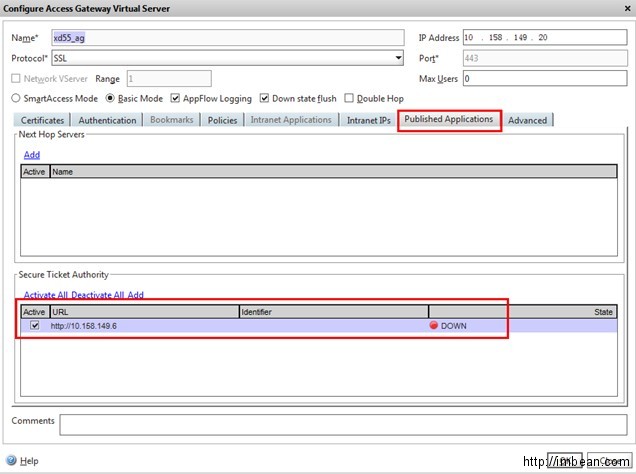 Configure Access Gateway Virtual Server
Name* xd55_ag IP Address 10 . 158 . 149 . 20
Protocol* SSL Port* 443
Network VServer Range 1 Max Users 0
SmartAccess Mode Basic Mode AppFlow Logging Down state flush Double Hop
Certificates Authentication Bookmarks Policies Intranet Applications Intranet IPs Published Applications Advanced
Next Hop Servers
Add
Active Name
Secure Ticket Authority
Activate All Deactivate All Add
Active URL Identifier State
http://10.158.149.6 DOWN
Comments
Help http://imbean.com